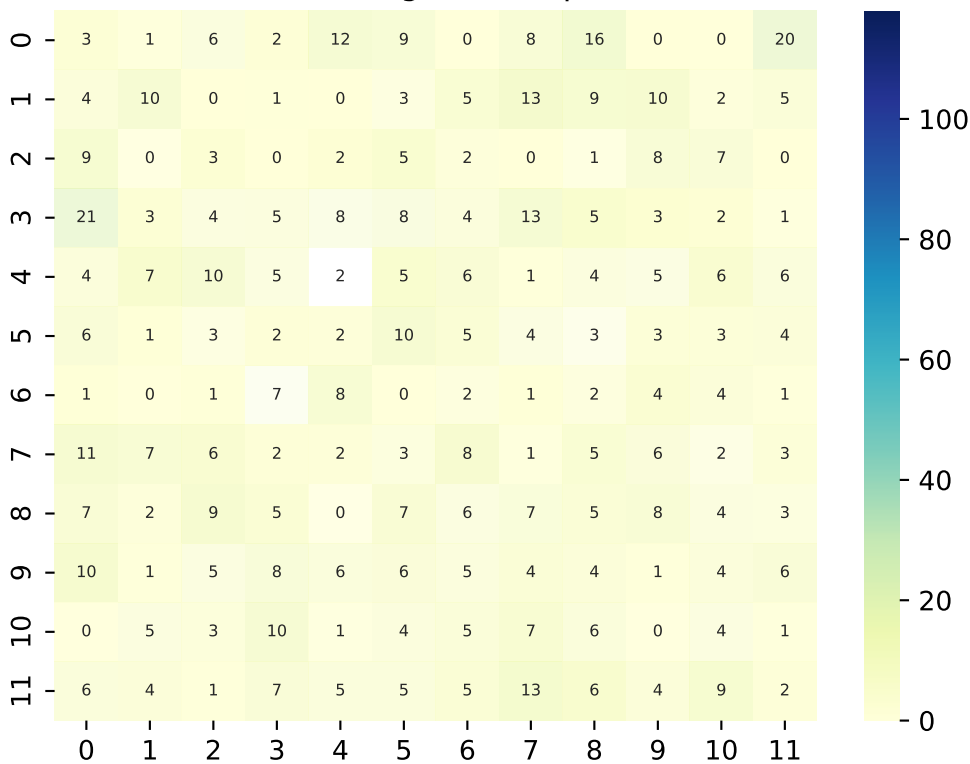 0 3 1 6 2 12 9 0 8 16 0 0 20
1 4 10 0 1 0 3 5 13 9 10 2 5
100
2 9 0 3 0 2 5 2 0 1 8 7 0
3 21 3 4 5 8 8 4 13 5 3 2 1
80
4 4 7 10 5 2 5 6 1 4 5 6 6
5 6 1 3 2 2 10 5 4 3 3 3 4
60
6 1 0 1 7 8 0 2 1 2 4 4 1
7 11 7 6 2 2 3 8 1 5 6 2 3
40
8 7 2 9 5 0 7 6 7 5 8 4 3
9 10 1 5 8 6 6 5 4 4 1 4 6
20
10 0 5 3 10 1 4 5 7 6 0 4 1
11 6 4 1 7 5 5 5 13 6 4 9 2
0
0 1 2 3 4 5 6 7 8 9 10 11